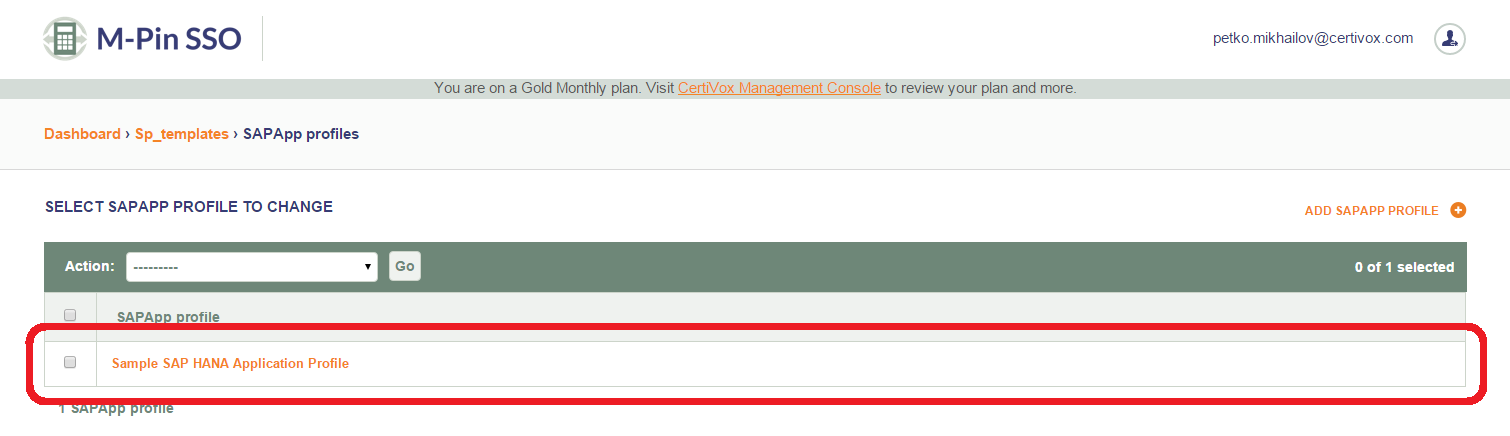 M-Pin SSO
petko.mikhailov@certivox.com
You are on a Gold Monthly plan. Visit CertiVox Management Console to review your plan and more.
Dashboard › Sp_templates › SAPApp profiles
SELECT SAPAPP PROFILE TO CHANGE
ADD SAPAPP PROFILE
Action: --------- Go 0 of 1 selected
SAPApp profile
Sample SAP HANA Application Profile
1 SAPApp profile